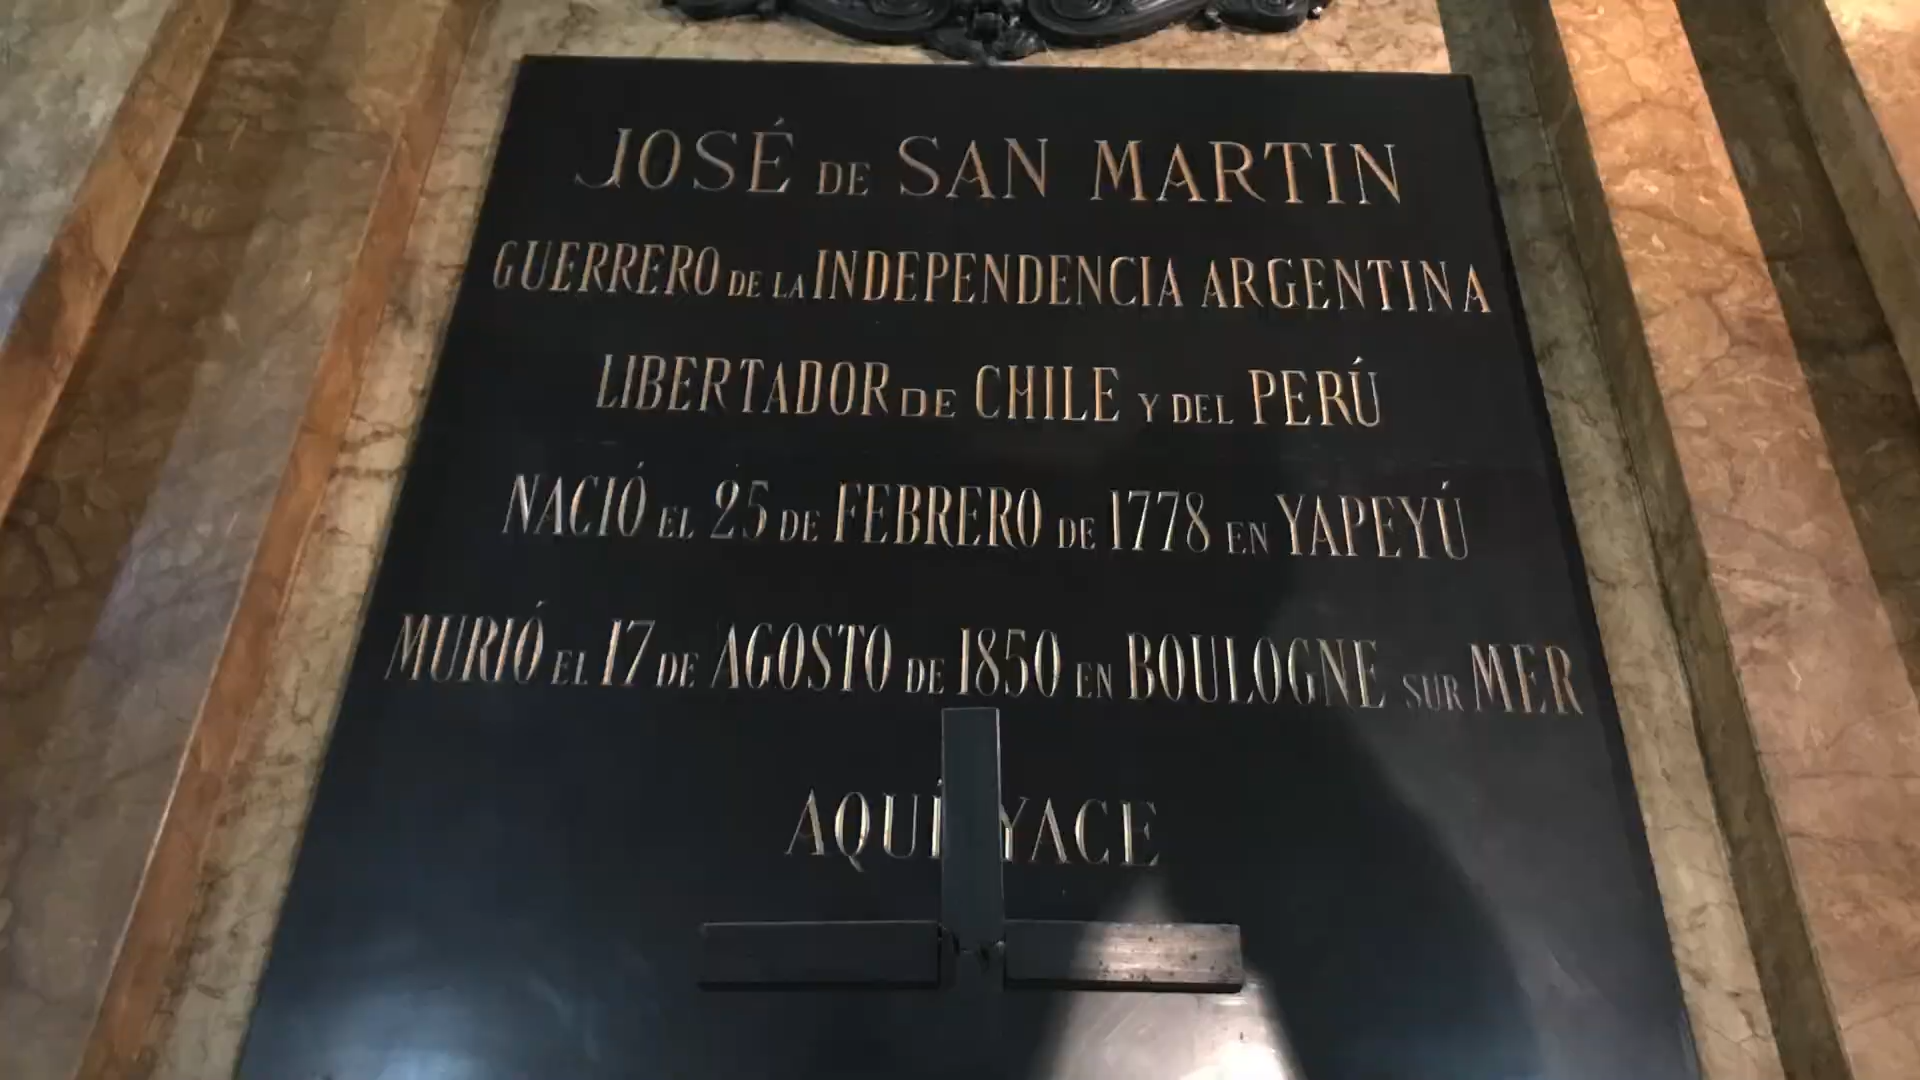 JOSÉ DE SAN MARTIN
GUERRERO DE LA INDEPENDENCIA ARGENTINA
LIBERTADOR DE CHILE Y DEL PERÚ
NACIÓ EL 25 DE FEBRERO DE 1778 EN YAPEYÚ
MURIÓ EL 17 DE AGOSTO DE 1850 EN BOULOGNE SUR MER
AQUÍ YACE